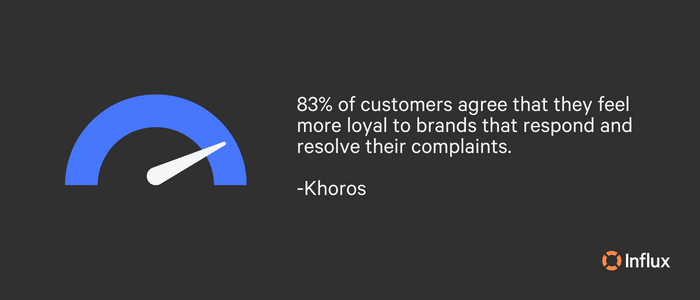 83% of customers agree that they feel
more loyal to brands that respond and
resolve their complaints.
-Khoros
Influx